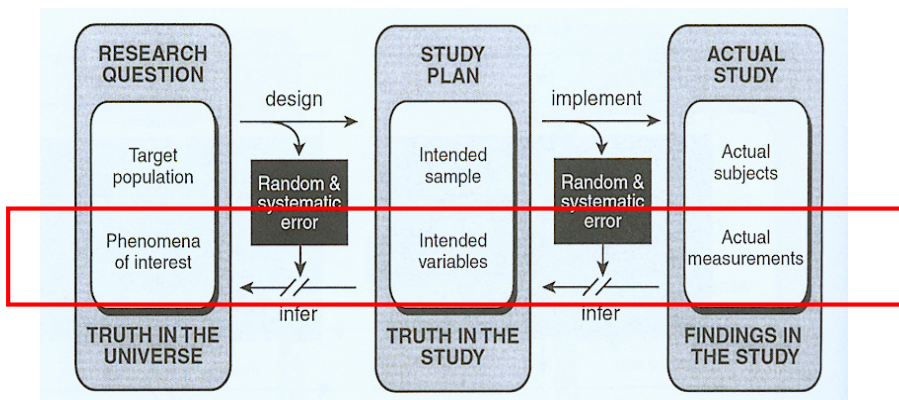 RESEARCH
QUESTION
Target
population
Phenomena
of interest
TRUTH IN THE
UNIVERSE
design
Random &
systematic
error
infer
STUDY
PLAN
Intended
sample
Intended
variables
TRUTH IN THE
STUDY
implement
Random &
systematic
error
infer
ACTUAL
STUDY
Actual
subjects
Actual
measurements
FINDINGS IN
THE STUDY